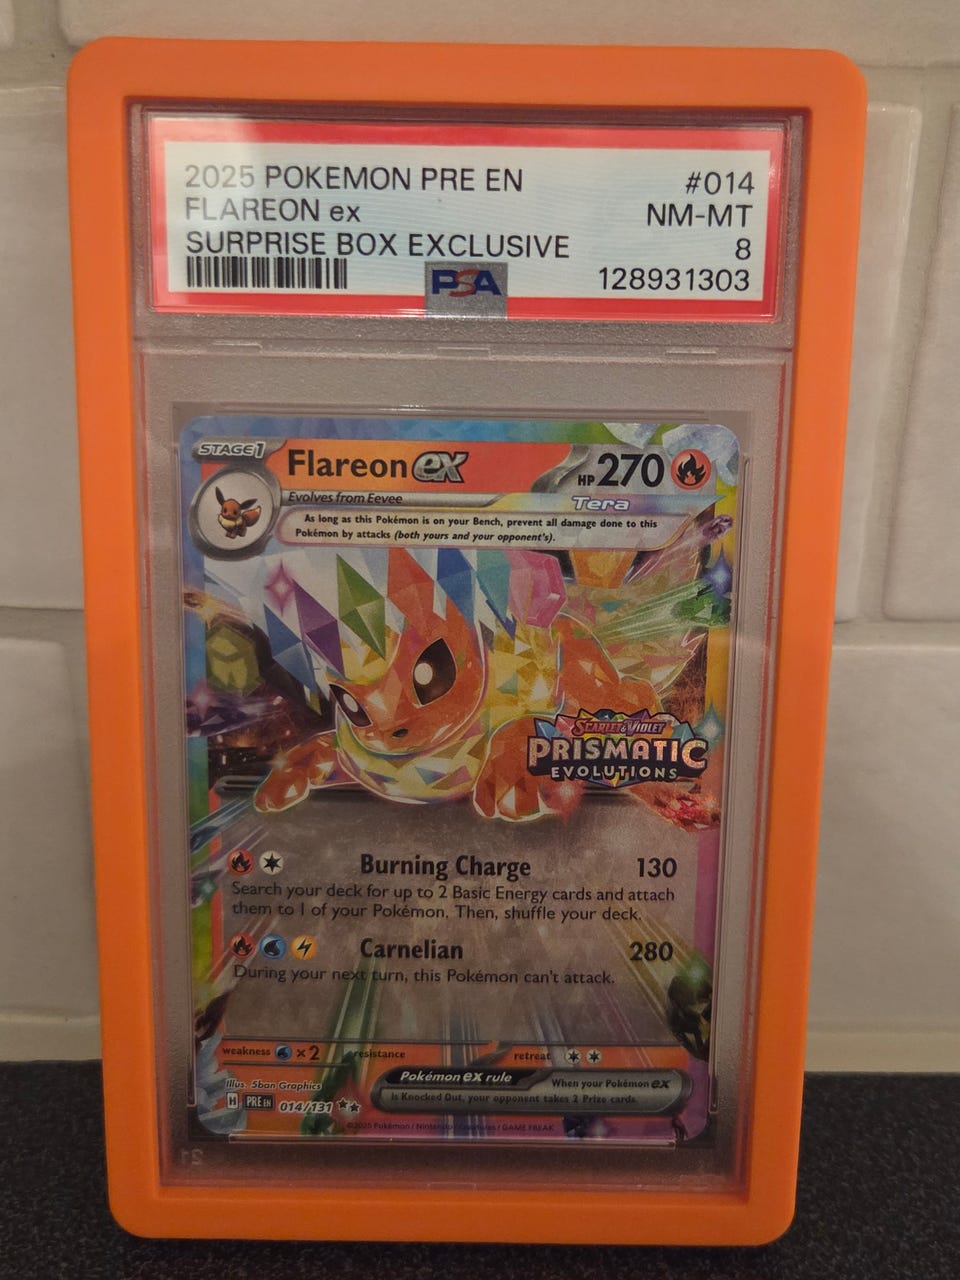 2025 POKEMON PRE EN #014
FLAREON ex NM-MT
SURPRISE BOX EXCLUSIVE 8
PSA 128931303
STAGE1 Flareon ex HP 270
Evolves from Eevee Tera
As long as this Pokémon is on your Bench, prevent all damage done to this
Pokémon by attacks (both yours and your opponent's).
SCARLET & VIOLET
PRISMATIC
EVOLUTIONS
Burning Charge 130
Search your deck for up to 2 Basic Energy cards and attach
them to 1 of your Pokémon. Then, shuffle your deck.
Carnelian 280
During your next turn, this Pokémon can't attack.
weakness ×2 resistance retreat
Pokémon ex rule When your Pokémon ex
is Knocked Out, your opponent takes 2 Prize cards.
Illus. 5ban Graphics
H PRE EN 014/131
©2025 Pokémon / Nintendo / Creatures / GAME FREAK